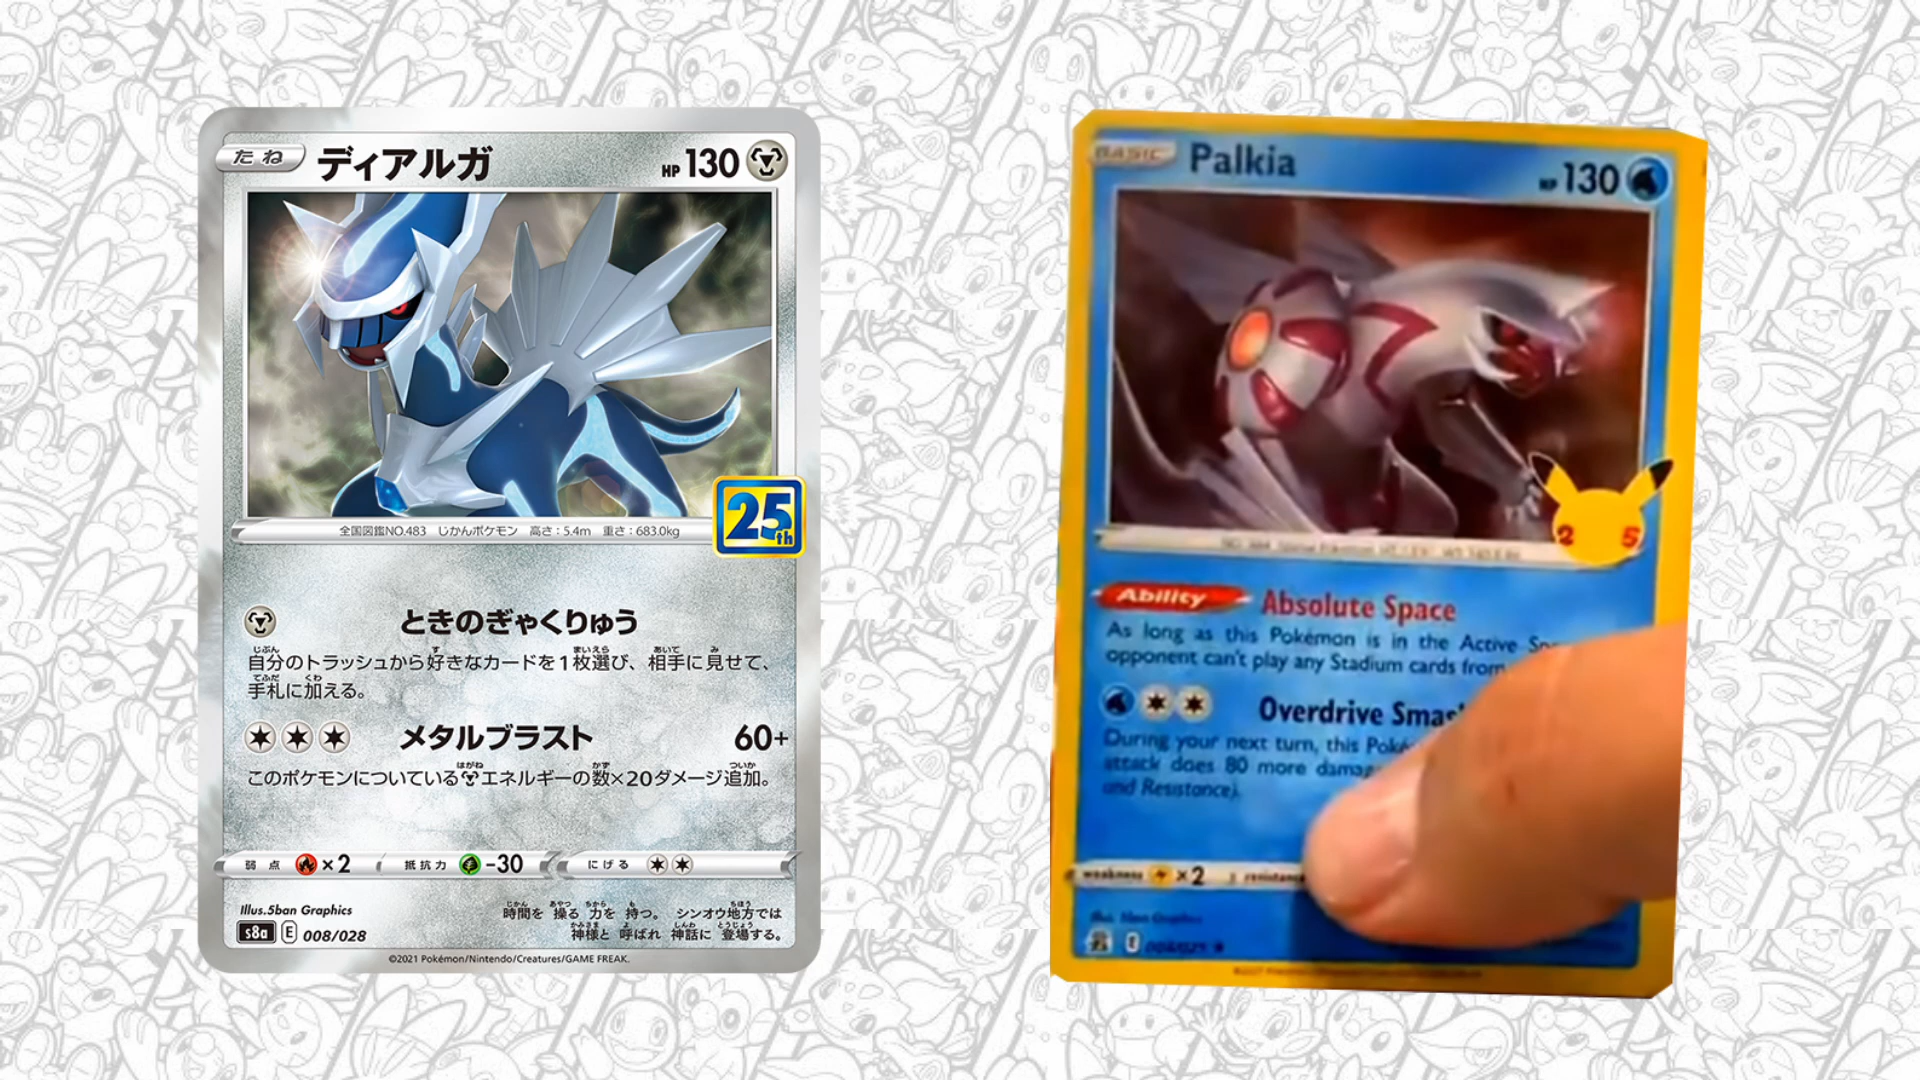 たね ディアルガ HP 130
全国図鑑NO.483 じかんポケモン 高さ：5.4m 重さ：683.0kg
25th
ときのぎゃくりゅう
自分のトラッシュから好きなカードを1枚選び、相手に見せて、
手札に加える。
メタルブラスト 60+
このポケモンについているエネルギーの数×20ダメージ追加。
弱点 ×2 抵抗力 -30 にげる
Illus.5ban Graphics
時間を 操る 力を 持つ。 シンオウ地方では
神様と 呼ばれ 神話に 登場する。
s8a E 008/028
©2021 Pokémon/Nintendo/Creatures/GAME FREAK.
BASIC Palkia HP 130
25
Ability Absolute Space
As long as this Pokémon is in the Active
opponent can't play any Stadium cards from
Overdrive
During your next turn, this
attack does 80 more
and Resistance).
weakness ×2 resistance
Illus. 5ban Graphics
E